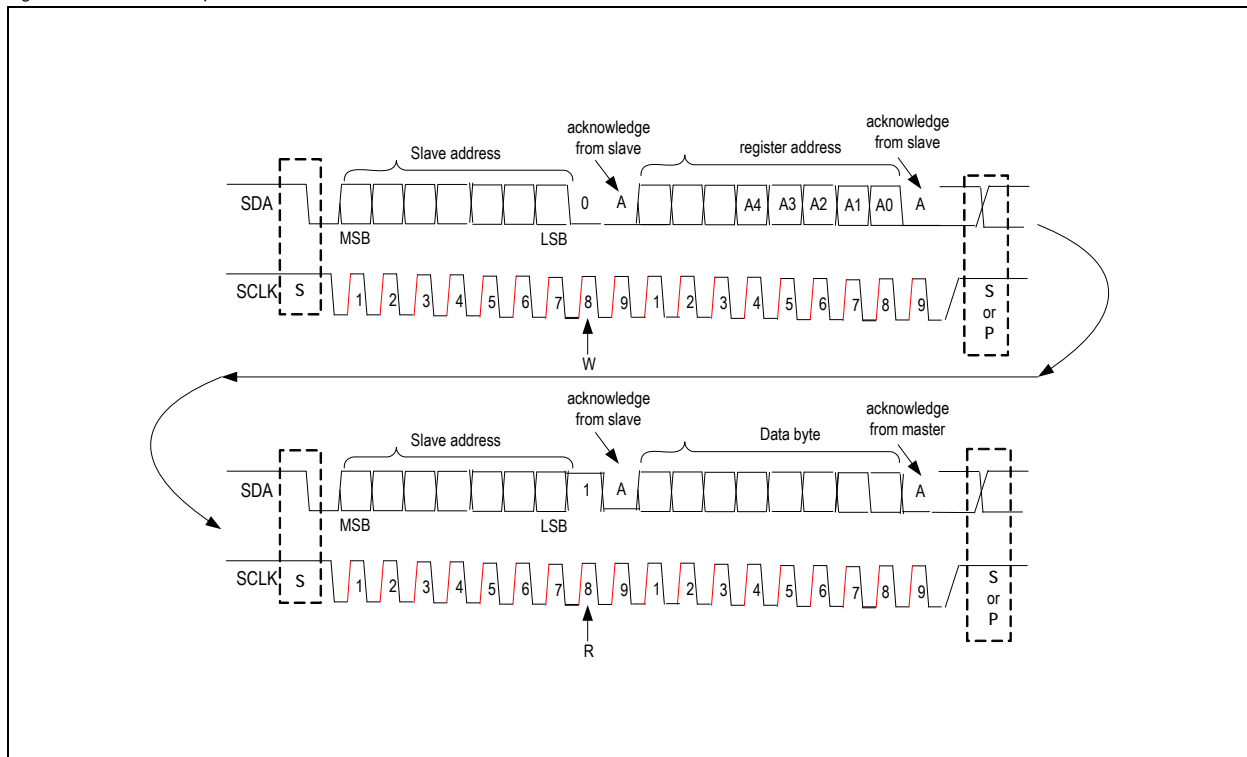 acknowledge
from slave
acknowledge
from slave
Slave address
register address
SDA
0
A
A4
A3
A2
A1
A0
A
MSB
LSB
SCLK
S
1
2
3
4
5
6
7
8
9
1
2
3
4
5
6
7
8
9
S
or
P
W
acknowledge
from slave
acknowledge
from master
Slave address
Data byte
SDA
1
A
A
MSB
LSB
SCLK
S
1
2
3
4
5
6
7
8
9
1
2
3
4
5
6
7
8
9
S
or
P
R